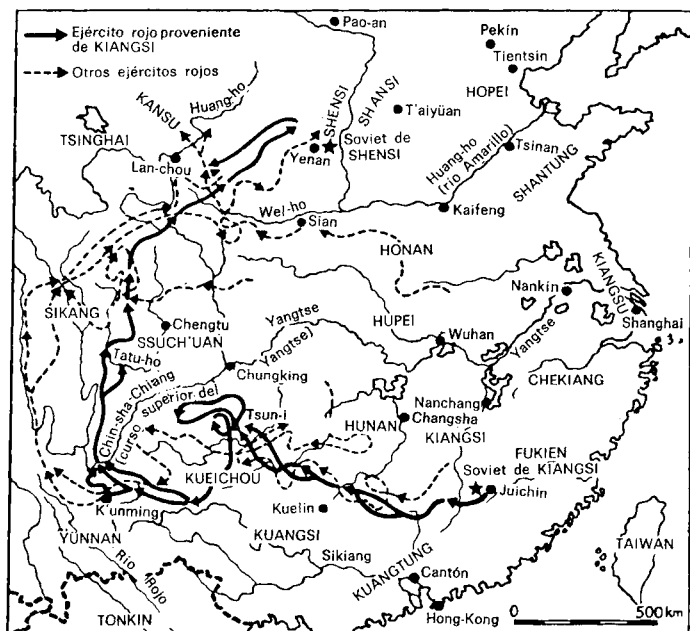 Ejército rojo proveniente
de KIANGSI
Otros ejércitos rojos
Pao-an
Pekín
Tientsin
HOPEI
KANSU
Huang-ho
SHENSI
SHANSI
T'aiyüan
TSINGHAI
Yenan
Soviet de
SHENSI
Huang-ho
(río Amarillo)
Tsinan
SHANTUNG
Lan-chou
Wei-ho
Sian
Kaifeng
HONAN
SIKANG
Nankín
KIANGSU
Shanghai
Chengtu
SSUCH'UAN
HUPEI
Wuhan
Yangtse
Tatu-ho
Yangtse
CHEKIANG
Chungking
Chin-sha-Chiang
(curso superior del
Yangtse)
Tsun-i
HUNAN
Nanchang
Changsha
KIANGSI
FUKIEN
Soviet de KIANGSI
KUEICHOU
Juichin
K'unming
Kuelin
YÜNNAN
KUANGSI
Río Rojo
Sikiang
KUANGTUNG
TAIWAN
Cantón
TONKIN
Hong-Kong
0 500 km